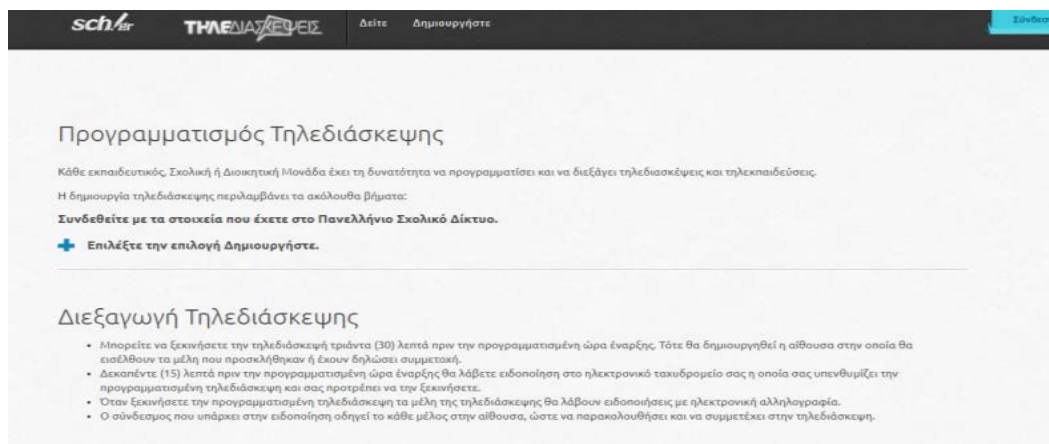 sch.gr ΤΗΛΕΔΙΑΣΚΕΨΕΙΣ Δείτε Δημιουργήστε
Προγραμματισμός Τηλεδιάσκεψης
Κάθε εκπαιδευτικός, Σχολική ή Διοικητική Μονάδα έχει τη δυνατότητα να προγραμματίσει και να διεξάγει τηλεδιασκέψεις και τηλεκπαιδεύσεις.
Η δημιουργία τηλεδιάσκεψης περιλαμβάνει τα ακόλουθα βήματα:
Συνδεθείτε με τα στοιχεία που έχετε στο Πανελλήνιο Σχολικό Δίκτυο.
Επιλέξτε την επιλογή Δημιουργήστε.
Διεξαγωγή Τηλεδιάσκεψης
• Μπορείτε να ξεκινήσετε την τηλεδιάσκεψή τριάντα (30) λεπτά πριν την προγραμματισμένη ώρα έναρξης. Τότε θα δημιουργηθεί η αίθουσα στην οποία θα
εισέλθουν τα μέλη που προσκλήθηκαν ή έχουν δηλώσει συμμετοχή.
• Δεκαπέντε (15) λεπτά πριν την προγραμματισμένη ώρα έναρξης θα λάβετε ειδοποίηση στο ηλεκτρονικό ταχυδρομείο σας η οποία σας υπενθυμίζει την
προγραμματισμένη τηλεδιάσκεψη και σας προτρέπει να την ξεκινήσετε.
• Όταν ξεκινήσετε την προγραμματισμένη τηλεδιάσκεψη τα μέλη της τηλεδιάσκεψης θα λάβουν ειδοποιήσεις με ηλεκτρονική αλληλογραφία.
• Ο σύνδεσμος που υπάρχει στην ειδοποίηση οδηγεί το κάθε μέλος στην αίθουσα, ώστε να παρακολουθήσει και να συμμετέχει στην τηλεδιάσκεψη.